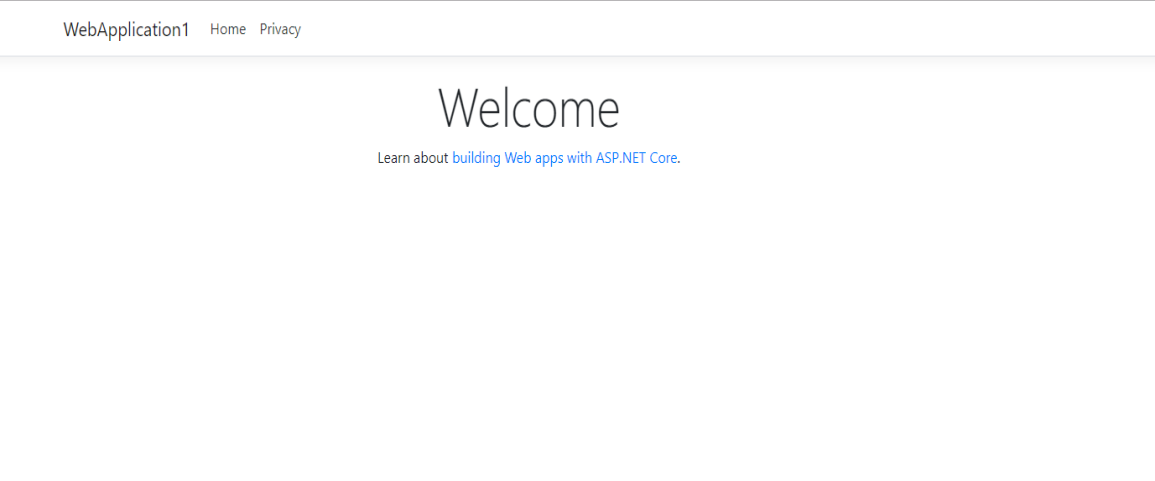 WebApplication1 Home Privacy
Welcome
Learn about building Web apps with ASP.NET Core.